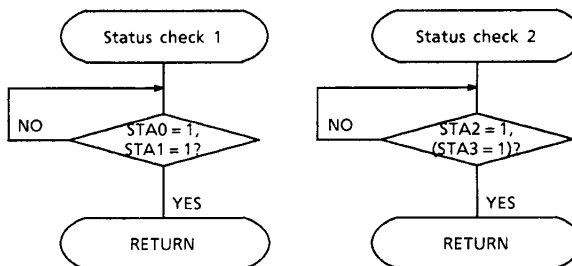 Status check 1
NO
STA0 = 1,
STA1 = 1?
YES
RETURN
Status check 2
NO
STA2 = 1,
(STA3 = 1)?
YES
RETURN